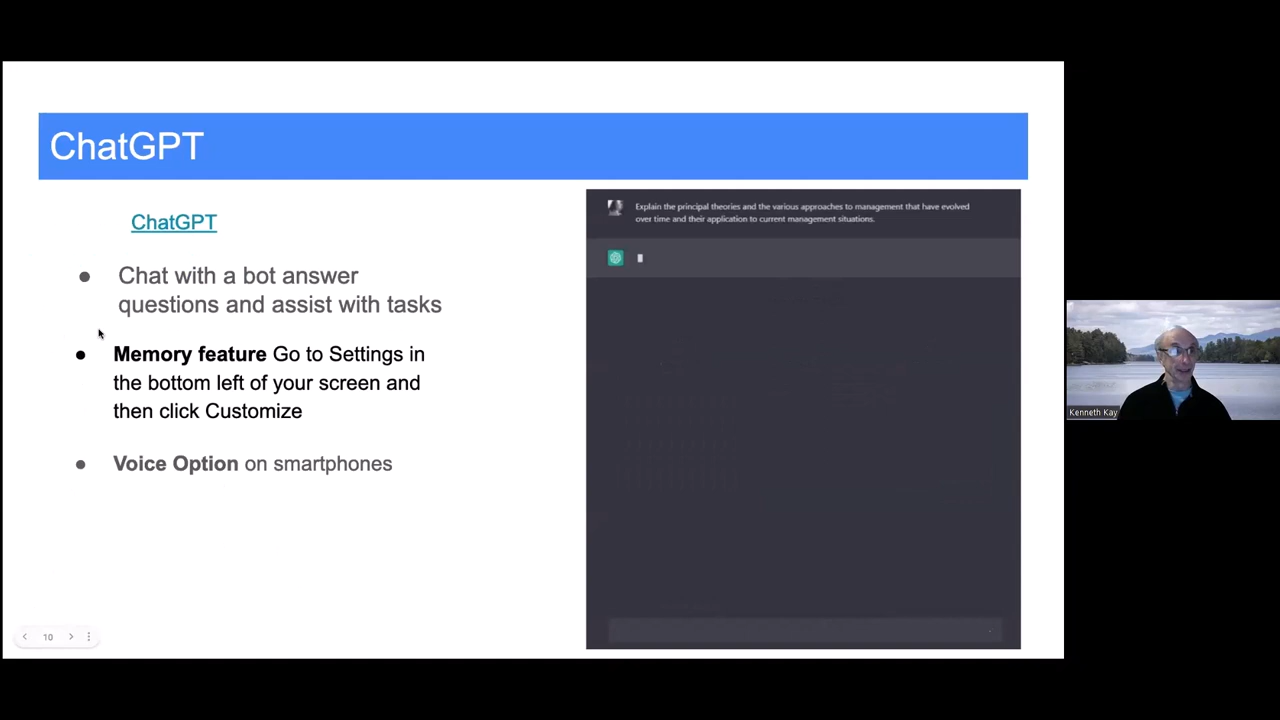 ChatGPT
ChatGPT
● Chat with a bot answer
questions and assist with tasks
● Memory feature Go to Settings in
the bottom left of your screen and
then click Customize
● Voice Option on smartphones
Explain the principal theories and the various approaches to management that have evolved
over time and their application to current management situations.
Kenneth Kay
10